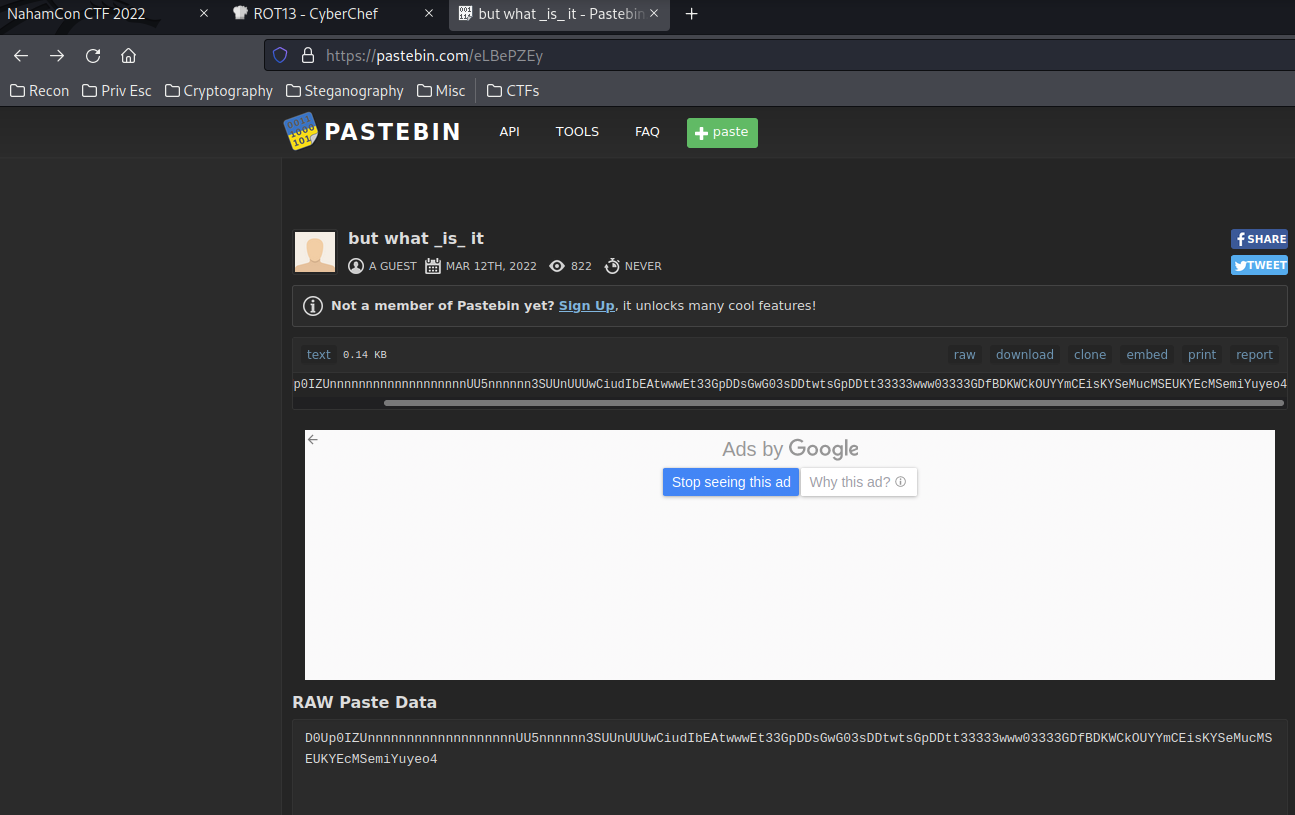 NahamCon CTF 2022
ROT13 - CyberChef
but what _is_ it - Pastebin
https://pastebin.com/eLBePZEy
Recon Priv Esc Cryptography Steganography Misc CTFs
PASTEBIN API TOOLS FAQ paste
but what _is_ it
SHARE
A GUEST MAR 12TH, 2022 822 NEVER
TWEET
Not a member of Pastebin yet? Sign Up, it unlocks many cool features!
text 0.14 KB raw download clone embed print report
p0IZUnnnnnnnnnnnnnnnnnnnUU5nnnnnn3SUUnUUUwCiudIbEAtwwwEt33GpDDsGwG03sDDtwtsGpDDtt33333www03333GDfBDKWCkOUYYmCEisKYSeMucMSEUKYEcMSemiYuyeo4
Ads by Google
Stop seeing this ad Why this ad?
RAW Paste Data
D0Up0IZUnnnnnnnnnnnnnnnnnnnUU5nnnnnn3SUUnUUUwCiudIbEAtwwwEt33GpDDsGwG03sDDtwtsGpDDtt33333www03333GDfBDKWCkOUYYmCEisKYSeMucMS
EUKYEcMSemiYuyeo4